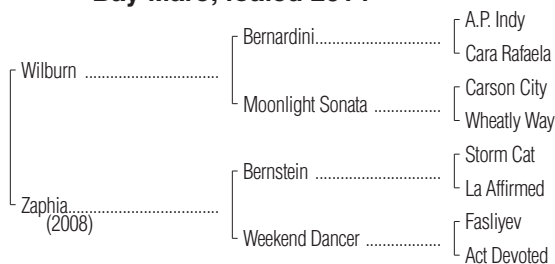 Bay Mare; foaled
A.P. Indy
Bernardini
Cara Rafaela
Wilburn
Carson City
Moonlight Sonata
Wheatly Way
Storm Cat
Bernstein
La Affirmed
Zaphia
(2008)
Fasliyev
Weekend Dancer
Act Devoted